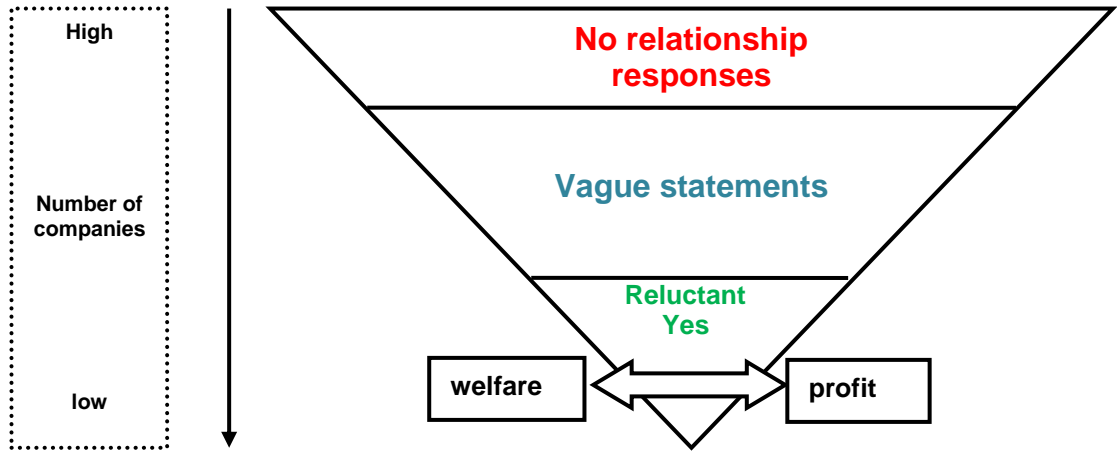 High
Number of
companies
low
No relationship
responses
Vague statements
Reluctant
Yes
welfare
profit